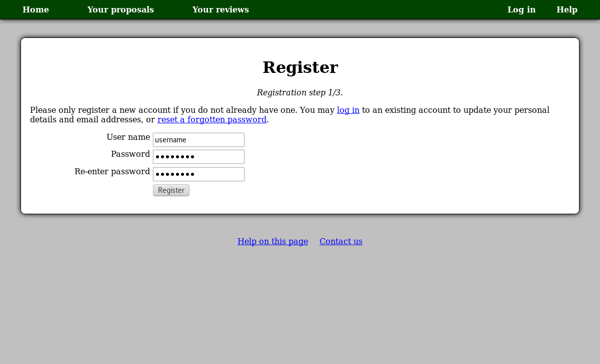 Home Your proposals Your reviews Log in Help
Register
Registration step 1/3.
Please only register a new account if you do not already have one. You may log in to an existing account to update your personal
details and email addresses, or reset a forgotten password.
User name username
Password ••••••••
Re-enter password ••••••••
Register
Help on this page Contact us